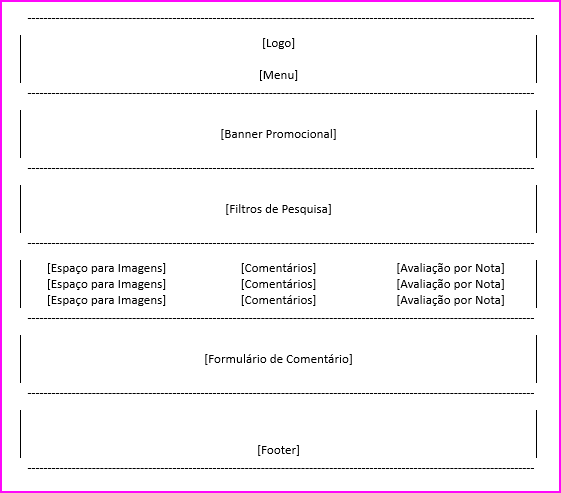 [Logo]
[Menu]
[Banner Promocional]
[Filtros de Pesquisa]
[Espaço para Imagens] [Comentários] [Avaliação por Nota]
[Espaço para Imagens] [Comentários] [Avaliação por Nota]
[Espaço para Imagens] [Comentários] [Avaliação por Nota]
[Formulário de Comentário]
[Footer]